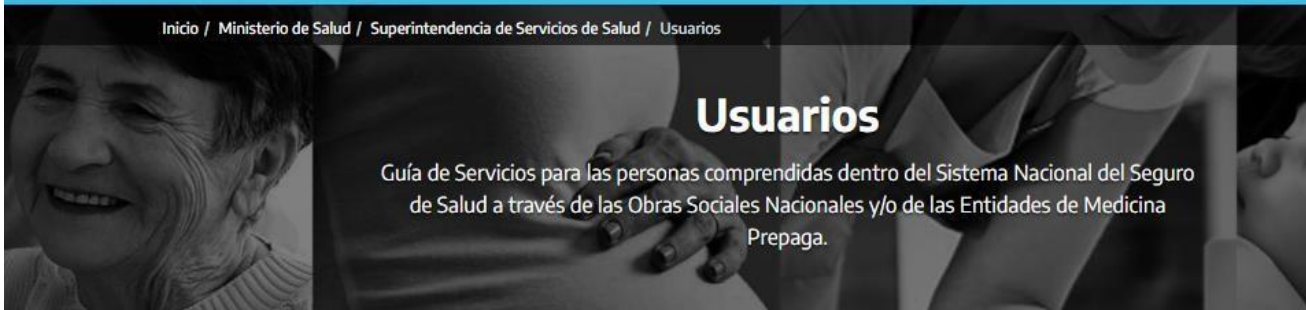 Inicio / Ministerio de Salud / Superintendencia de Servicios de Salud / Usuarios
Usuarios
Guía de Servicios para las personas comprendidas dentro del Sistema Nacional del Seguro
de Salud a través de las Obras Sociales Nacionales y/o de las Entidades de Medicina
Prepaga.